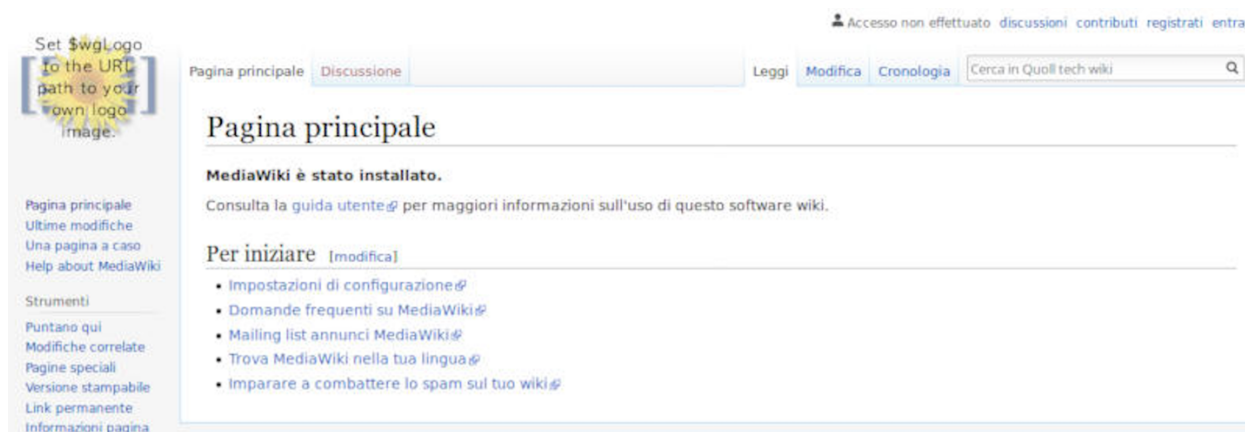 Accesso non effettuato discussioni contributi registrati entra
Set $wgLogo
to the URL
path to your
own logo
image.
Pagina principale Discussione Leggi Modifica Cronologia Cerca in Quoll tech wiki
Pagina principale
MediaWiki è stato installato.
Consulta la guida utente per maggiori informazioni sull'uso di questo software wiki.
Per iniziare [modifica]
Impostazioni di configurazione
Domande frequenti su MediaWiki
Mailing list annunci MediaWiki
Trova MediaWiki nella tua lingua
Imparare a combattere lo spam sul tuo wiki
Pagina principale
Ultime modifiche
Una pagina a caso
Help about MediaWiki
Strumenti
Puntano qui
Modifiche correlate
Pagine speciali
Versione stampabile
Link permanente
Informazioni pagina